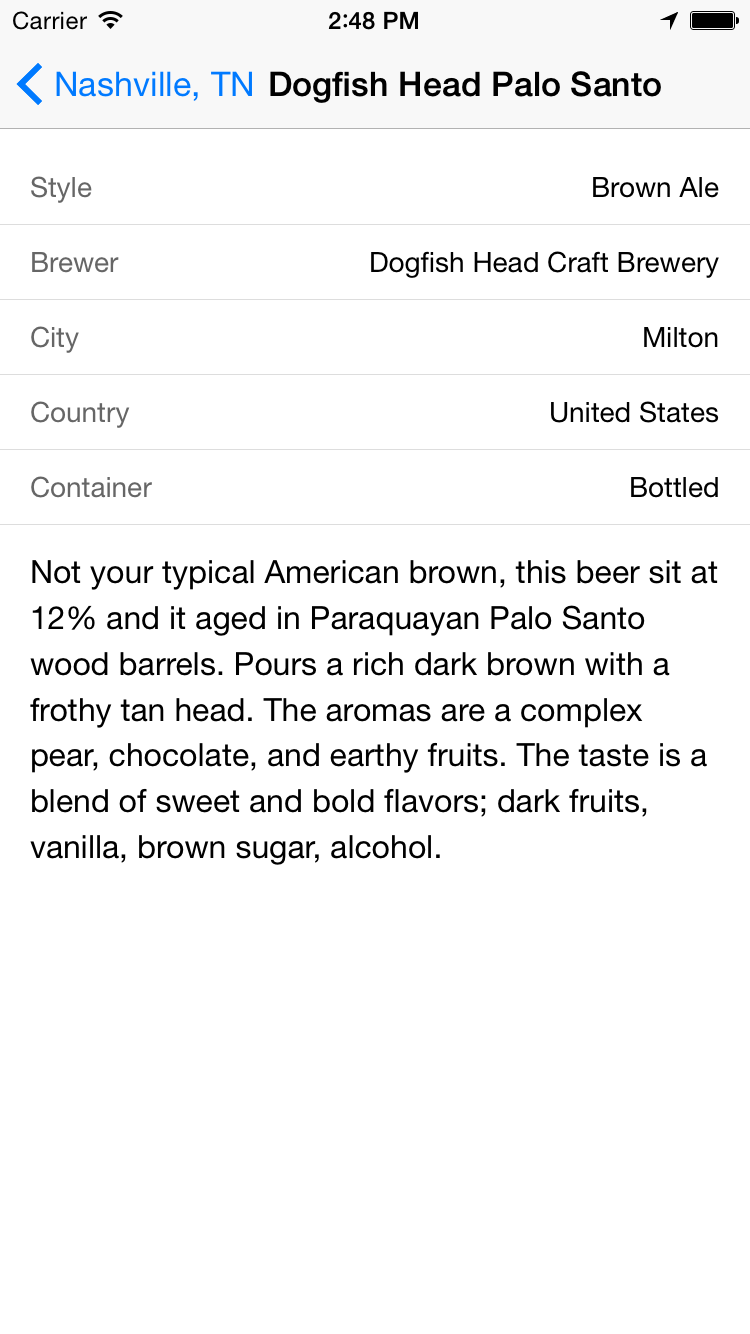 Carrier 2:48 PM
Nashville, TN Dogfish Head Palo Santo
Style Brown Ale
Brewer Dogfish Head Craft Brewery
City Milton
Country United States
Container Bottled
Not your typical American brown, this beer sit at
12% and it aged in Paraquayan Palo Santo
wood barrels. Pours a rich dark brown with a
frothy tan head. The aromas are a complex
pear, chocolate, and earthy fruits. The taste is a
blend of sweet and bold flavors; dark fruits,
vanilla, brown sugar, alcohol.